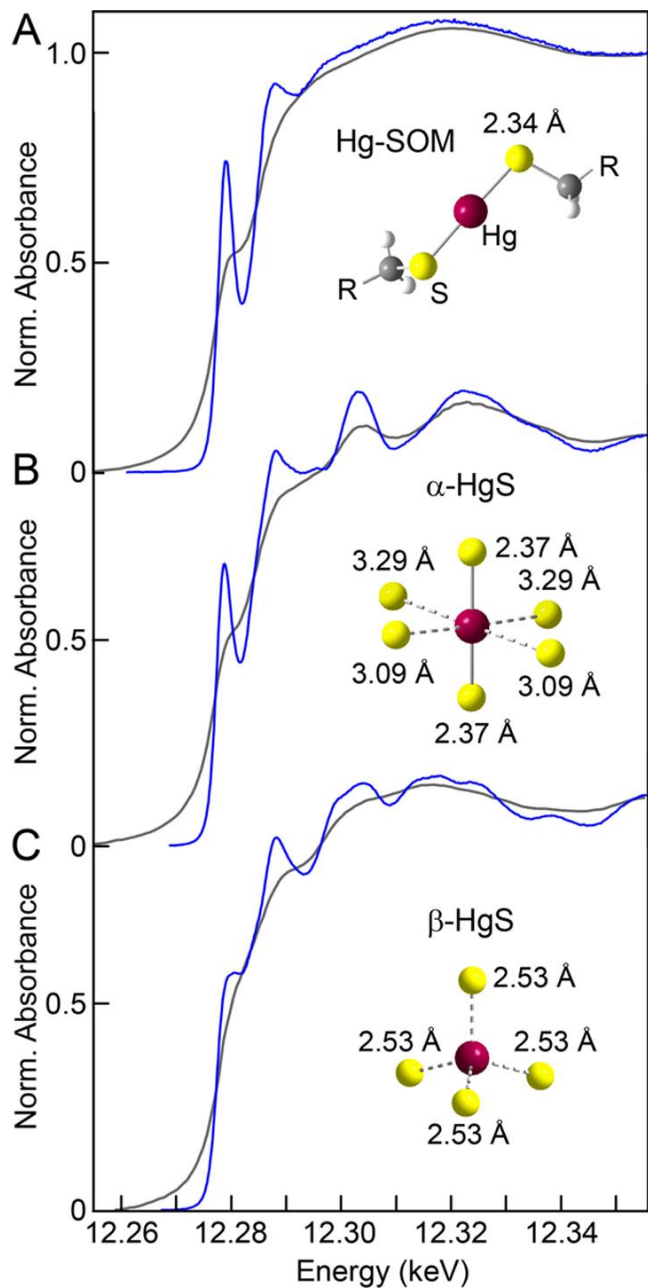 A
1.0
2.34 Å
Hg-SOM
R
Hg
Norm. Absorbance
0.5
R
S
0
B
α-HgS
3.29 Å
2.37 Å
3.29 Å
Norm. Absorbance
0.5
3.09 Å
3.09 Å
2.37 Å
0
C
β-HgS
2.53 Å
Norm. Absorbance
0.5
2.53 Å
2.53 Å
2.53 Å
0
12.26
12.28
12.30
12.32
12.34
Energy (keV)